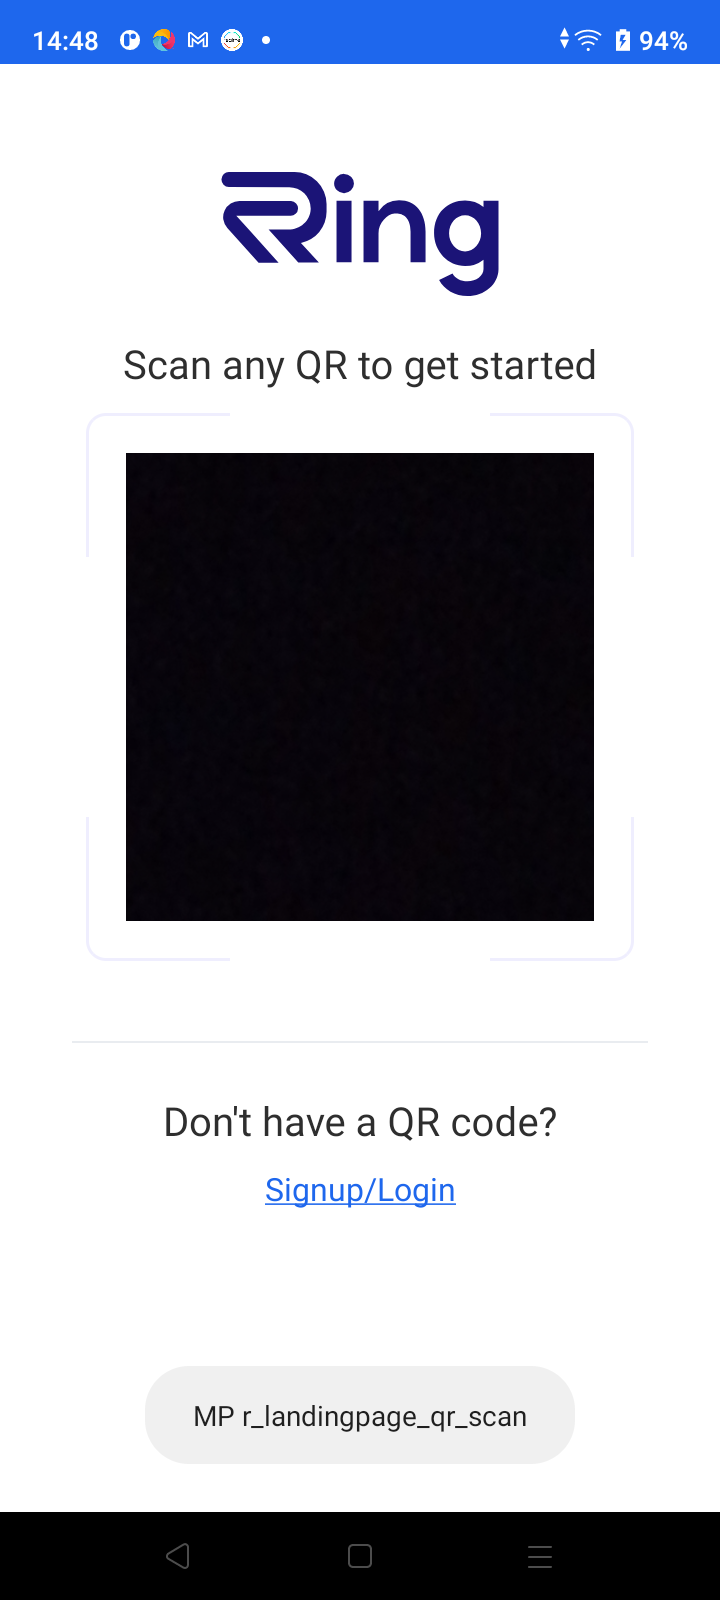 14:48
94%
Ring
Scan any QR to get started
Don't have a QR code?
Signup/Login
MP r_landingpage_qr_scan